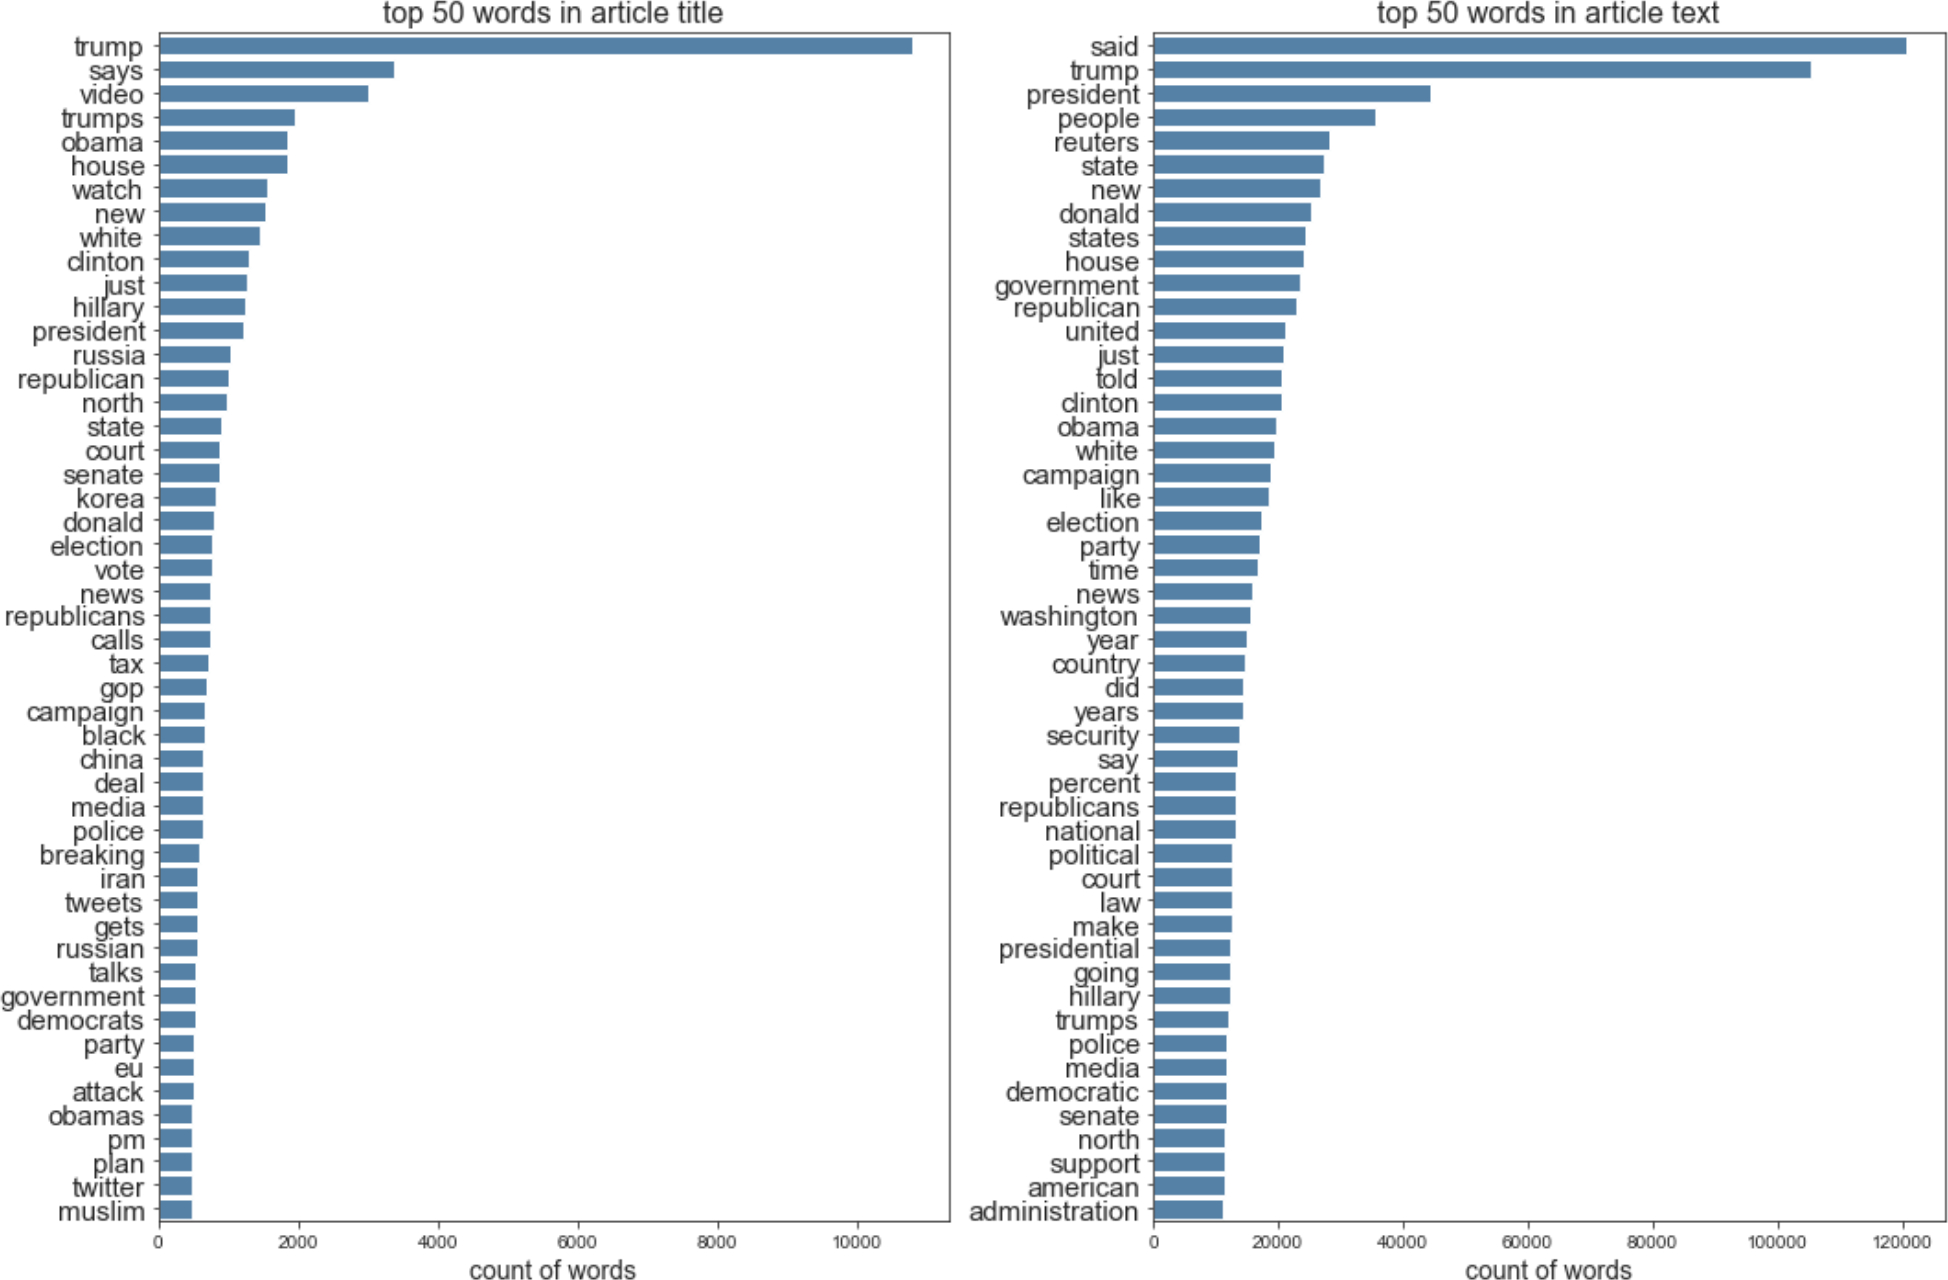 top 50 words in article title
trump
says
video
trumps
obama
house
watch
new
white
clinton
just
hillary
president
russia
republican
north
state
court
senate
korea
donald
election
vote
news
republicans
calls
tax
gop
campaign
black
china
deal
media
police
breaking
iran
tweets
gets
russian
talks
government
democrats
party
eu
attack
obamas
pm
plan
twitter
muslim
0 2000 4000 6000 8000 10000
count of words
top 50 words in article text
said
trump
president
people
reuters
state
new
donald
states
house
government
republican
united
just
told
clinton
obama
white
campaign
like
election
party
time
news
washington
year
country
did
years
security
say
percent
republicans
national
political
court
law
make
presidential
going
hillary
trumps
police
media
democratic
senate
north
support
american
administration
0 20000 40000 60000 80000 100000 120000
count of words